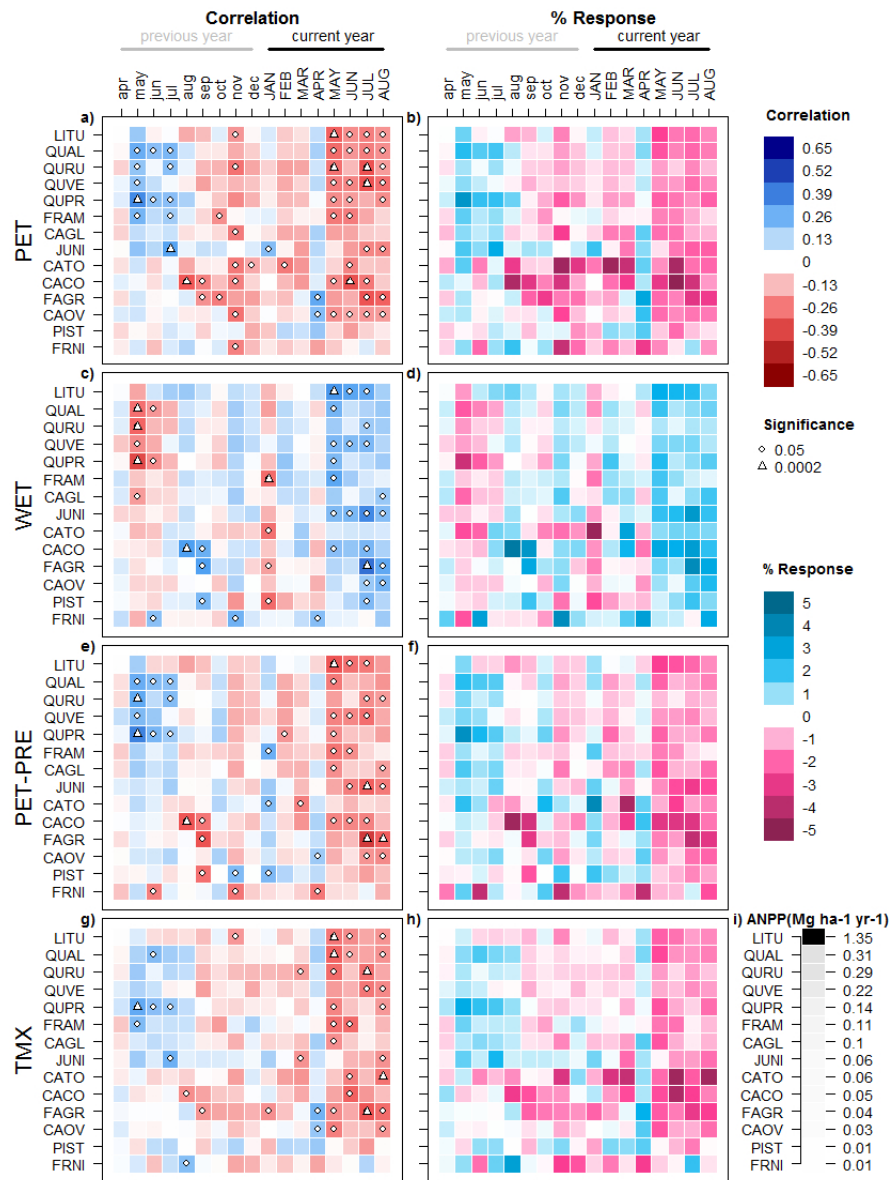 Correlation % Response
previous year current year previous year current year
apr may jun jul aug sep oct nov dec JAN FEB MAR APR MAY JUN JUL AUG apr may jun jul aug sep oct nov dec JAN FEB MAR APR MAY JUN JUL AUG
a) b)
PET
LITU
QUAL
QURU
QUVE
QUPR
FRAM
CAGL
JUNI
CATO
CACO
FAGR
CAOV
PIST
FRNI
c) d)
WET
LITU
QUAL
QURU
QUVE
QUPR
FRAM
CAGL
JUNI
CATO
CACO
FAGR
CAOV
PIST
FRNI
e) f)
PET-PRE
LITU
QUAL
QURU
QUVE
QUPR
FRAM
CAGL
JUNI
CATO
CACO
FAGR
CAOV
PIST
FRNI
g) h)
TMX
LITU
QUAL
QURU
QUVE
QUPR
FRAM
CAGL
JUNI
CATO
CACO
FAGR
CAOV
PIST
FRNI
Correlation
0.65
0.52
0.39
0.26
0.13
0
-0.13
-0.26
-0.39
-0.52
-0.65
Significance
0.05
0.0002
% Response
5
4
3
2
1
0
-1
-2
-3
-4
-5
i) ANPP(Mg ha-1 yr-1)
LITU 1.35
QUAL 0.31
QURU 0.29
QUVE 0.22
QUPR 0.14
FRAM 0.11
CAGL 0.1
JUNI 0.06
CATO 0.06
CACO 0.05
FAGR 0.04
CAOV 0.03
PIST 0.01
FRNI 0.01